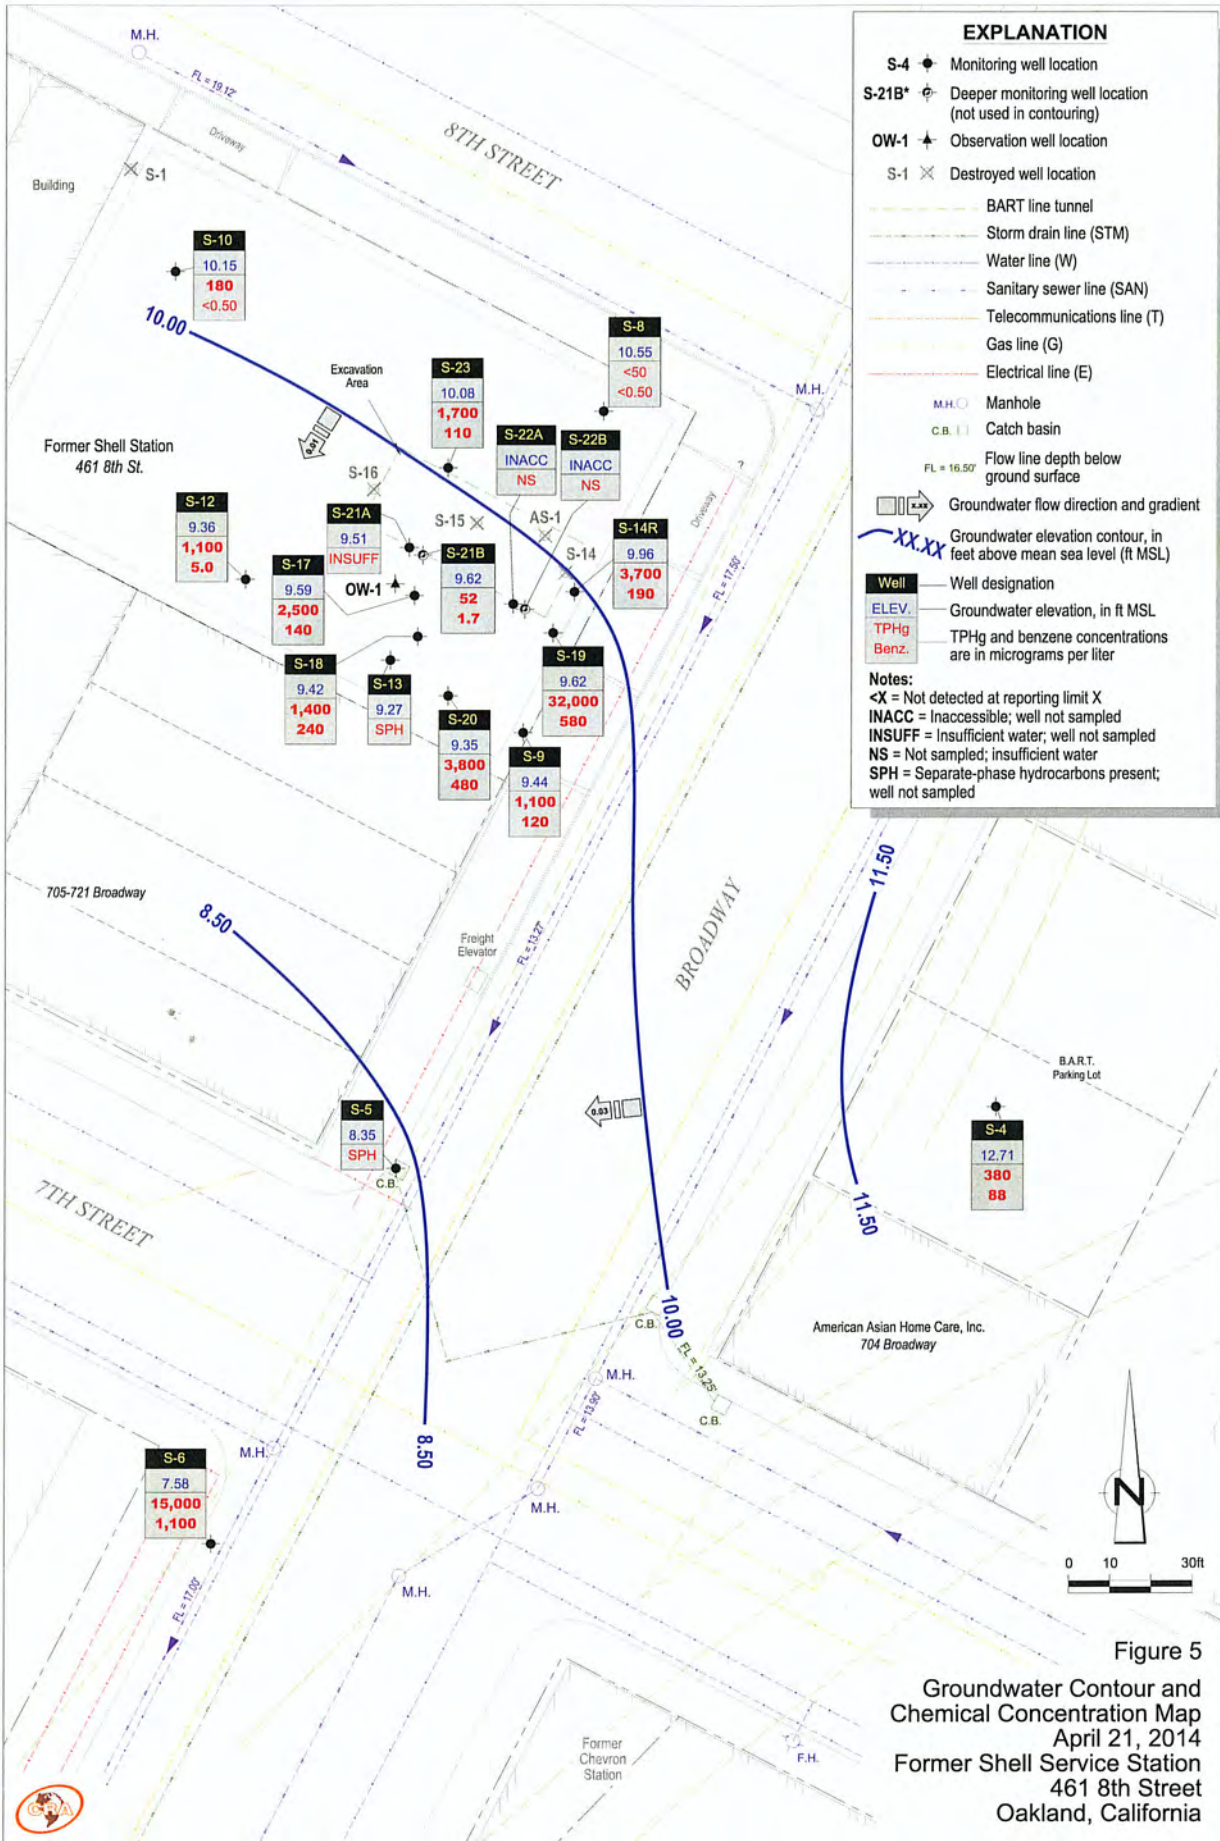 M.H.
FL = 19.12'
8TH STREET
Driveway
Building
S-1
S-10
10.15
180
<0.50
10.00
Excavation
Area
S-23
10.08
1,700
110
S-8
10.55
<50
<0.50
M.H.
Former Shell Station
461 8th St.
0.01
S-22A
INACC
NS
S-22B
INACC
NS
?
Driveway
S-16
S-12
9.36
1,100
5.0
S-21A
9.51
INSUFF
S-15
AS-1
S-14
S-14R
9.96
3,700
190
FL = 17.50'
S-17
9.59
2,500
140
OW-1
S-21B
9.62
52
1.7
S-18
9.42
1,400
240
S-13
9.27
SPH
S-20
9.35
3,800
480
S-19
9.62
32,000
580
S-9
9.44
1,100
120
705-721 Broadway
8.50
Freight
Elevator
FL = 13.27'
BROADWAY
11.50
B.A.R.T.
Parking Lot
0.03
S-5
8.35
SPH
C.B.
S-4
12.71
380
88
11.50
7TH STREET
10.00
C.B.
FL = 13.25'
C.B.
American Asian Home Care, Inc.
704 Broadway
M.H.
FL = 13.90'
8.50
M.H.
S-6
7.58
15,000
1,100
M.H.
M.H.
FL = 17.00'
Former
Chevron
Station
F.H.
CRA
EXPLANATION
S-4 Monitoring well location
S-21B* Deeper monitoring well location
(not used in contouring)
OW-1 Observation well location
S-1 Destroyed well location
BART line tunnel
Storm drain line (STM)
Water line (W)
Sanitary sewer line (SAN)
Telecommunications line (T)
Gas line (G)
Electrical line (E)
M.H. Manhole
C.B. Catch basin
FL = 16.50' Flow line depth below
ground surface
x.xx Groundwater flow direction and gradient
XX.XX Groundwater elevation contour, in
feet above mean sea level (ft MSL)
Well Well designation
ELEV. Groundwater elevation, in ft MSL
TPHg TPHg and benzene concentrations
Benz. are in micrograms per liter
Notes:
<X = Not detected at reporting limit X
INACC = Inaccessible; well not sampled
INSUFF = Insufficient water; well not sampled
NS = Not sampled; insufficient water
SPH = Separate-phase hydrocarbons present;
well not sampled
N
0 10 30ft
Figure 5
Groundwater Contour and
Chemical Concentration Map
April 21, 2014
Former Shell Service Station
461 8th Street
Oakland, California